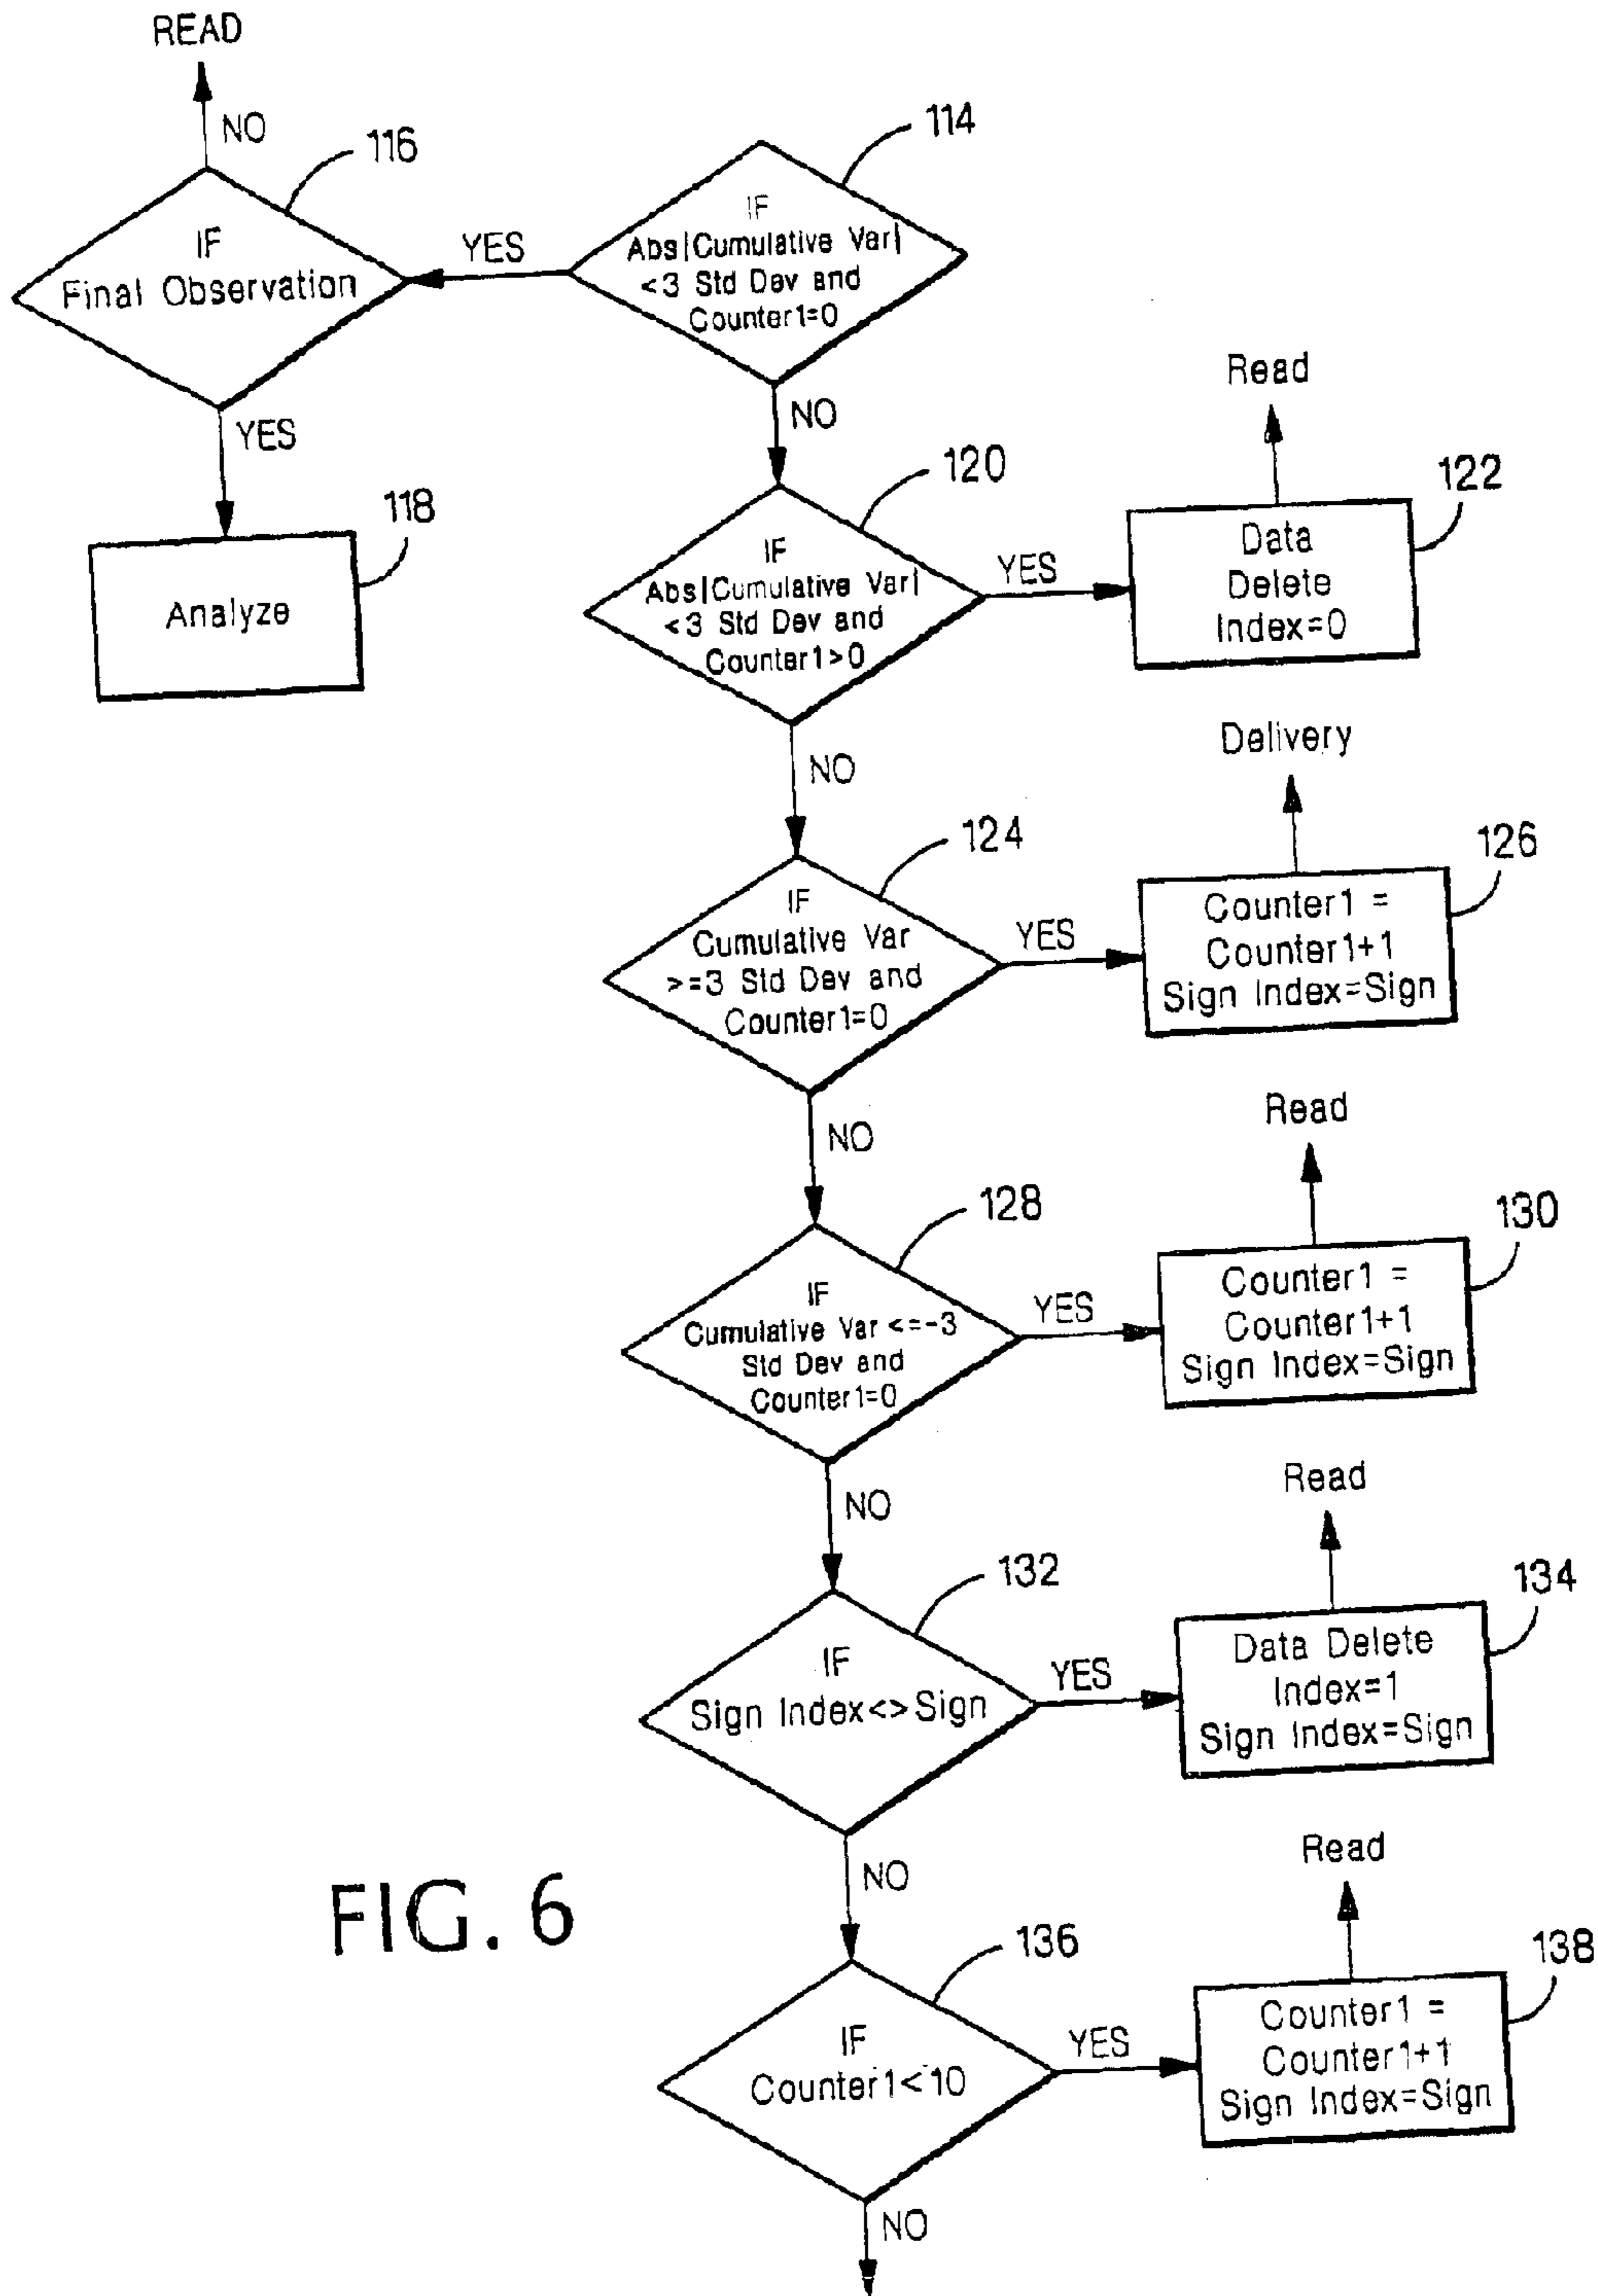 READ
NO
116
IF
Final Observation
YES
118
Analyze
YES
114
IF
Abs|Cumulative Var|
<3 Std Dev and
Counter1=0
NO
120
IF
Abs|Cumulative Var|
<3 Std Dev and
Counter1>0
YES
Read
122
Data
Delete
Index=0
NO
124
IF
Cumulative Var
>=3 Std Dev and
Counter1=0
YES
Delivery
126
Counter1 =
Counter1+1
Sign Index=Sign
NO
128
IF
Cumulative Var <=-3
Std Dev and
Counter1=0
YES
Read
130
Counter1 =
Counter1+1
Sign Index=Sign
NO
132
IF
Sign Index<>Sign
YES
Read
134
Data Delete
Index=1
Sign Index=Sign
NO
136
IF
Counter1<10
YES
Read
138
Counter1 =
Counter1+1
Sign Index=Sign
NO
FIG. 6